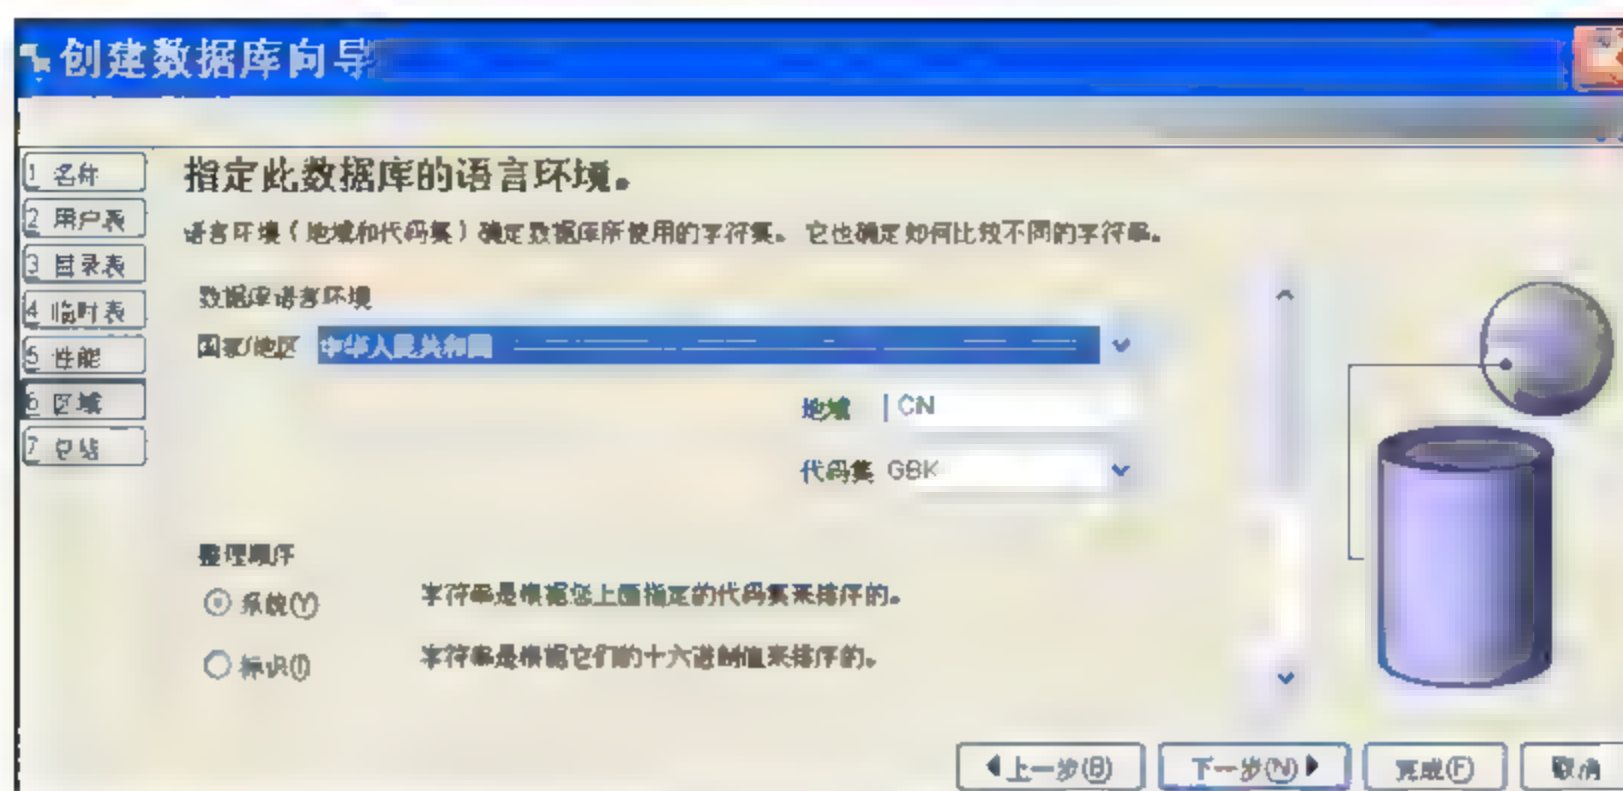 创建数据库向导
1 名称
2 用户表
3 目录表
4 临时表
5 性能
6 区域
7 总结
指定此数据库的语言环境。
语言环境（地域和代码集）确定数据库所使用的字符集。 它也确定如何比较不同的字符串。
数据库语言环境
国家/地区 中华人民共和国
地域 CN
代码集 GBK
整理顺序
系统(Y) 字符串是根据您上面指定的代码集来排序的。
标识(I) 字符串是根据它们的十六进制值来排序的。
上一步(B) 下一步(N) 完成(F) 取消